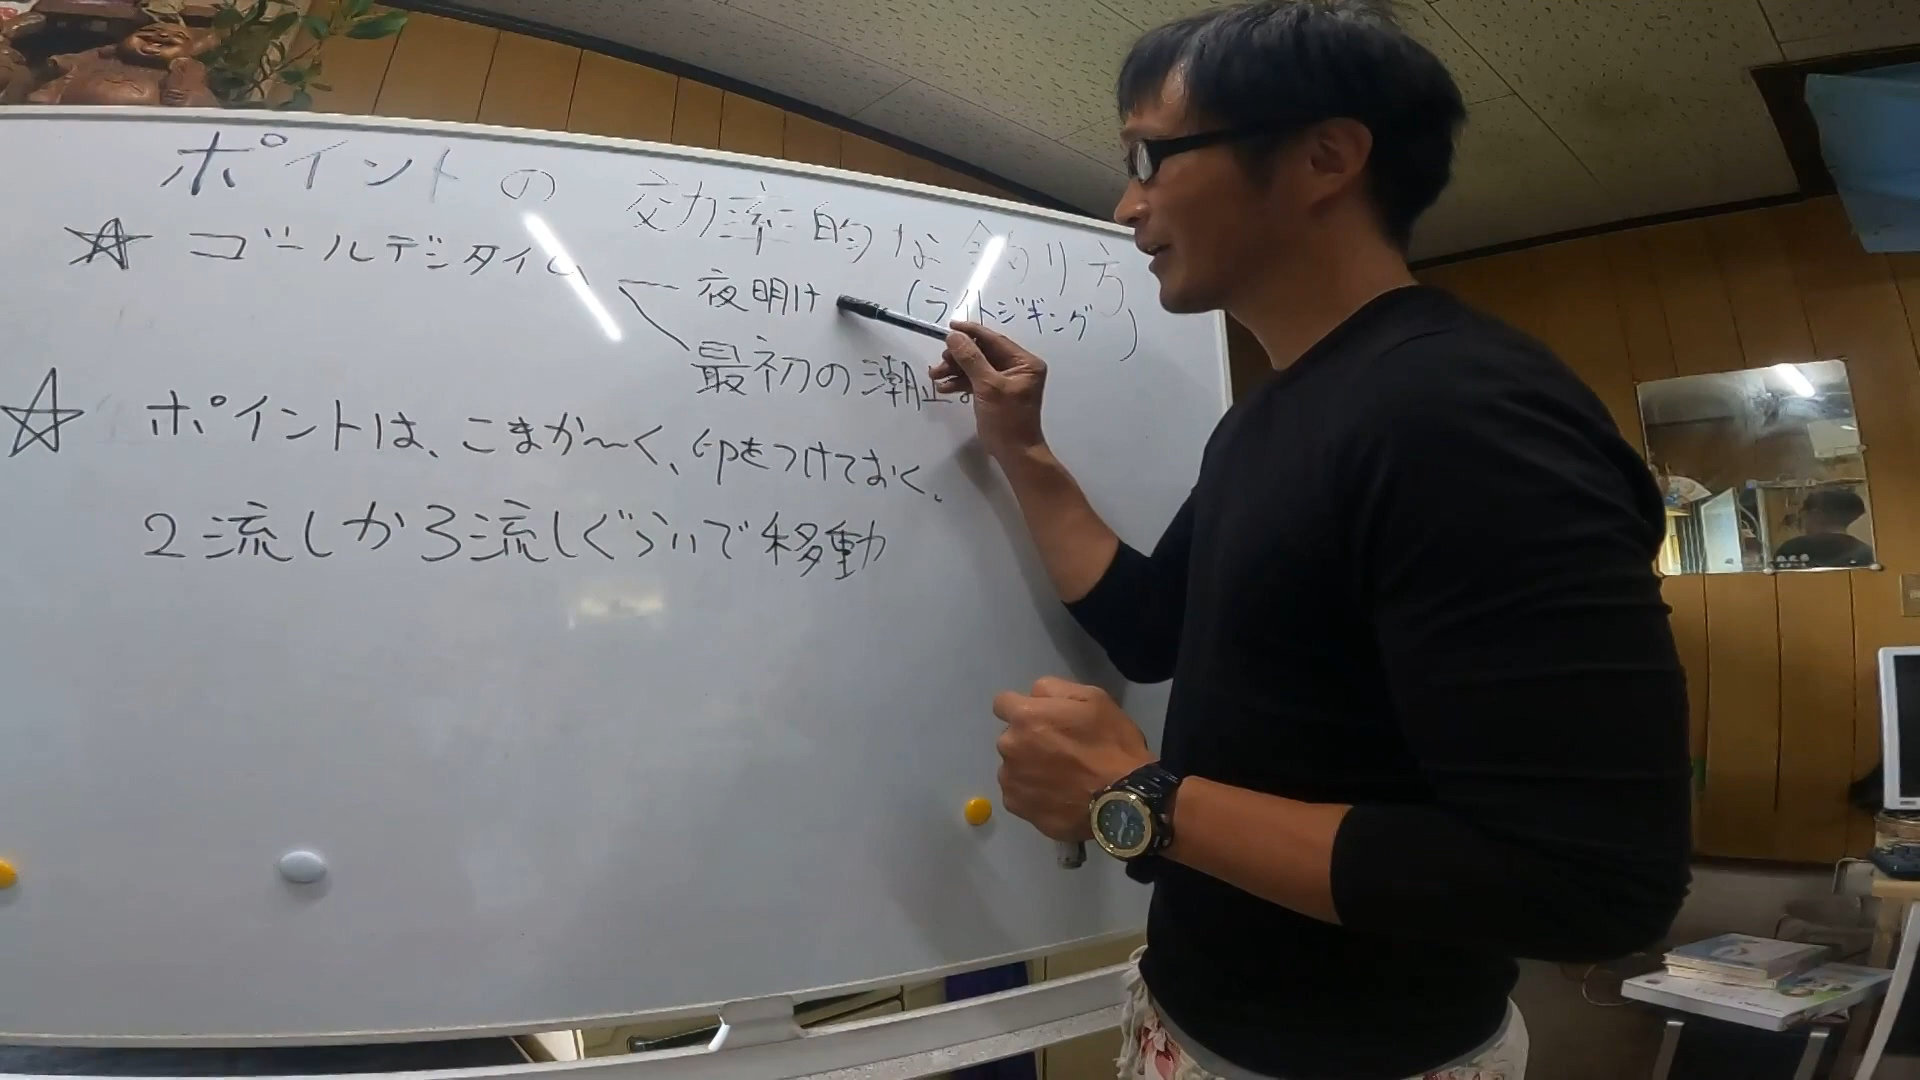 ポイントの効率的な釣り方
☆ ゴールデンタイム
夜明け (ライトジギング)
最初の潮止
☆ ポイントは、こまか〜く、印をつけておく。
2流しか3流しぐらいで移動